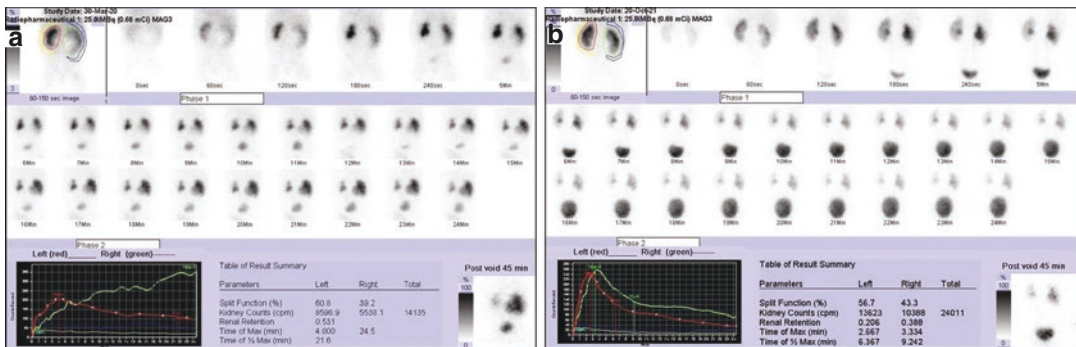 a
Study Date: 30-Mar-20
Radiopharmaceutical 1: 25.9MBq (0.68 mCi) MAG3
%
3
60-150 sec image
0sec 60sec 120sec 180sec 240sec 5Min
Phase 1
6Min 7Min 8Min 9Min 10Min 11Min 12Min 13Min 14Min 15Min
16Min 17Min 18Min 19Min 20Min 21Min 22Min 23Min 24Min
Phase 2
Left (red) Right (green)
Table of Result Summary
Parameters Left Right Total
Split Function (%) 60.8 39.2
Kidney Counts (cpm) 8596.9 5538.1 14135
Renal Retention 0.531
Time of Max (min) 4.000 24.5
Time of ½ Max (min) 21.6
Post void 45 min
%
100
0
b
Study Date: 20-Oct-21
Radiopharmaceutical 1: 25.9MBq (0.68 mCi) MAG3
%
0
60-150 sec image
0sec 60sec 120sec 180sec 240sec 5Min
Phase 1
6Min 7Min 8Min 9Min 10Min 11Min 12Min 13Min 14Min 15Min
16Min 17Min 18Min 19Min 20Min 21Min 22Min 23Min 24Min
Phase 2
Left (red) Right (green)
Table of Result Summary
Parameters Left Right Total
Split Function (%) 56.7 43.3
Kidney Counts (cpm) 13623 10388 24011
Renal Retention 0.206 0.388
Time of Max (min) 2.667 3.334
Time of ½ Max (min) 6.367 9.242
Post void 45 min
%
100
0